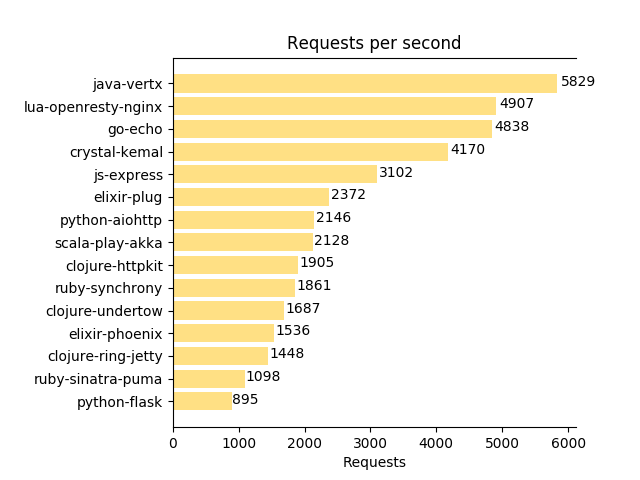 Requests per second
java-vertx 5829
lua-openresty-nginx 4907
go-echo 4838
crystal-kemal 4170
js-express 3102
elixir-plug 2372
python-aiohttp 2146
scala-play-akka 2128
clojure-httpkit 1905
ruby-synchrony 1861
clojure-undertow 1687
elixir-phoenix 1536
clojure-ring-jetty 1448
ruby-sinatra-puma 1098
python-flask 895
0 1000 2000 3000 4000 5000 6000
Requests